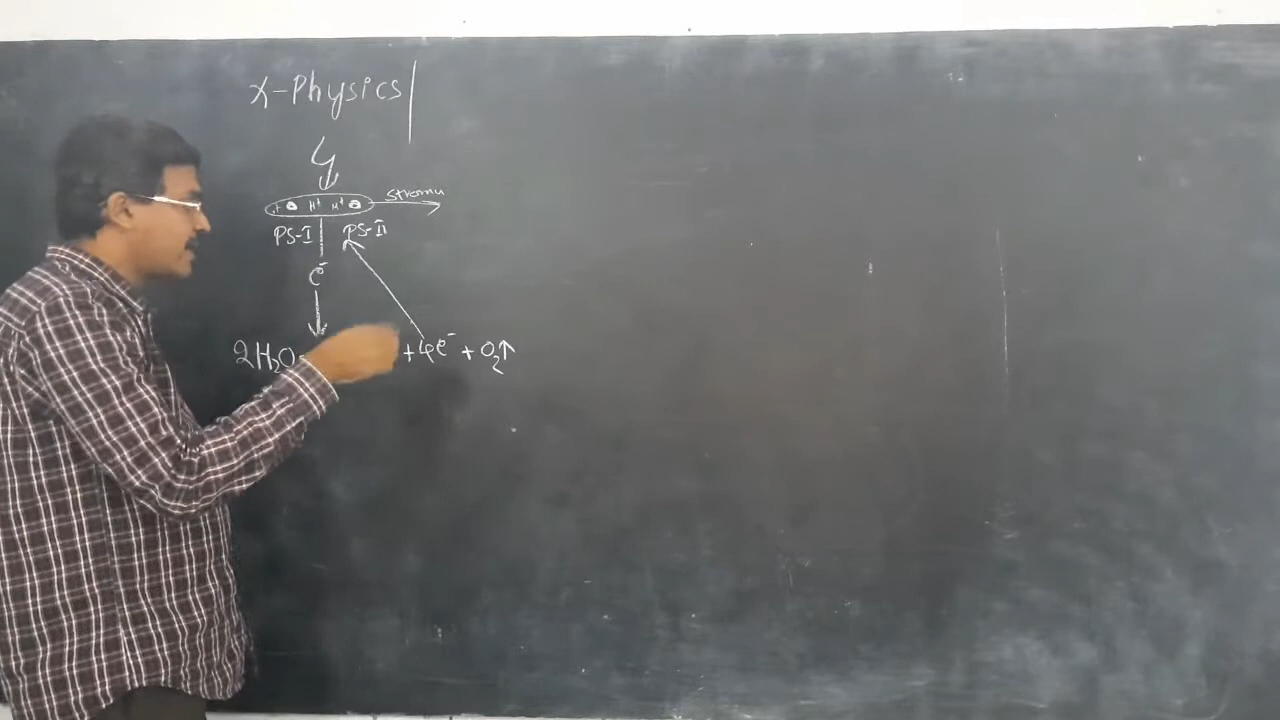 X-Physics
Stroma
H⁺ H⁺ H⁺
PS-I PS-II
e⁻
2H₂O +4e⁻ + O₂↑